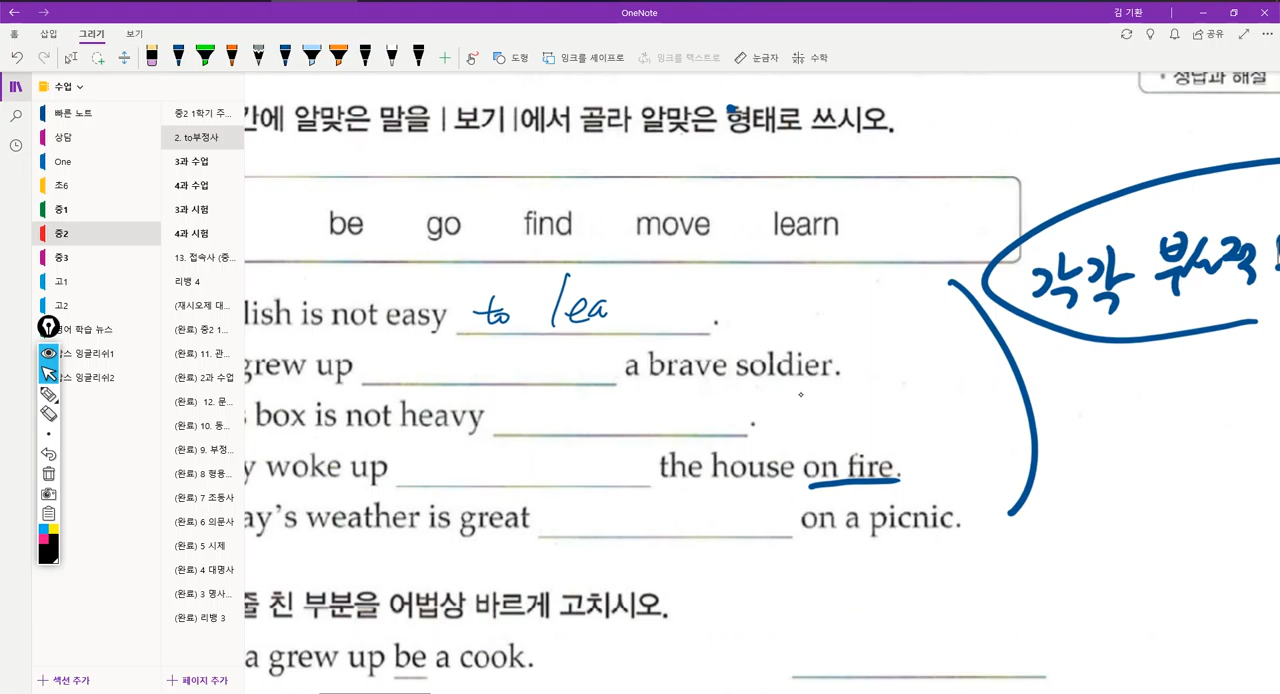 OneNote
김 기환
홈 삽입 그리기 보기
공유
도형 잉크를 셰이프로 잉크를 텍스트로 눈금자 수학
수업
빠른 노트
상담
One
초6
중1
중2
중3
고1
고2
영어 학습 뉴스
잉글리쉬1
잉글리쉬2
섹션 추가
중2 1학기 주...
2. to부정사
3과 수업
4과 수업
3과 시험
4과 시험
13. 접속사 (중...
리뱅 4
(재시오제 대...
(완료) 중2 1...
(완료) 11. 관...
(완료) 2과 수업
(완료) 12. 문...
(완료) 10. 동...
(완료) 9. 부정...
(완료) 8 형용...
(완료) 7 조동사
(완료) 6 의문사
(완료) 5 시제
(완료) 4 대명사
(완료) 3 명사...
(완료) 리뱅 3
페이지 추가
정답과 해설
간에 알맞은 말을 | 보기 |에서 골라 알맞은 형태로 쓰시오.
be go find move learn
각각
lish is not easy to lea .
grew up a brave soldier.
box is not heavy .
y woke up the house on fire.
ay's weather is great on a picnic.
줄 친 부분을 어법상 바르게 고치시오.
a grew up be a cook.